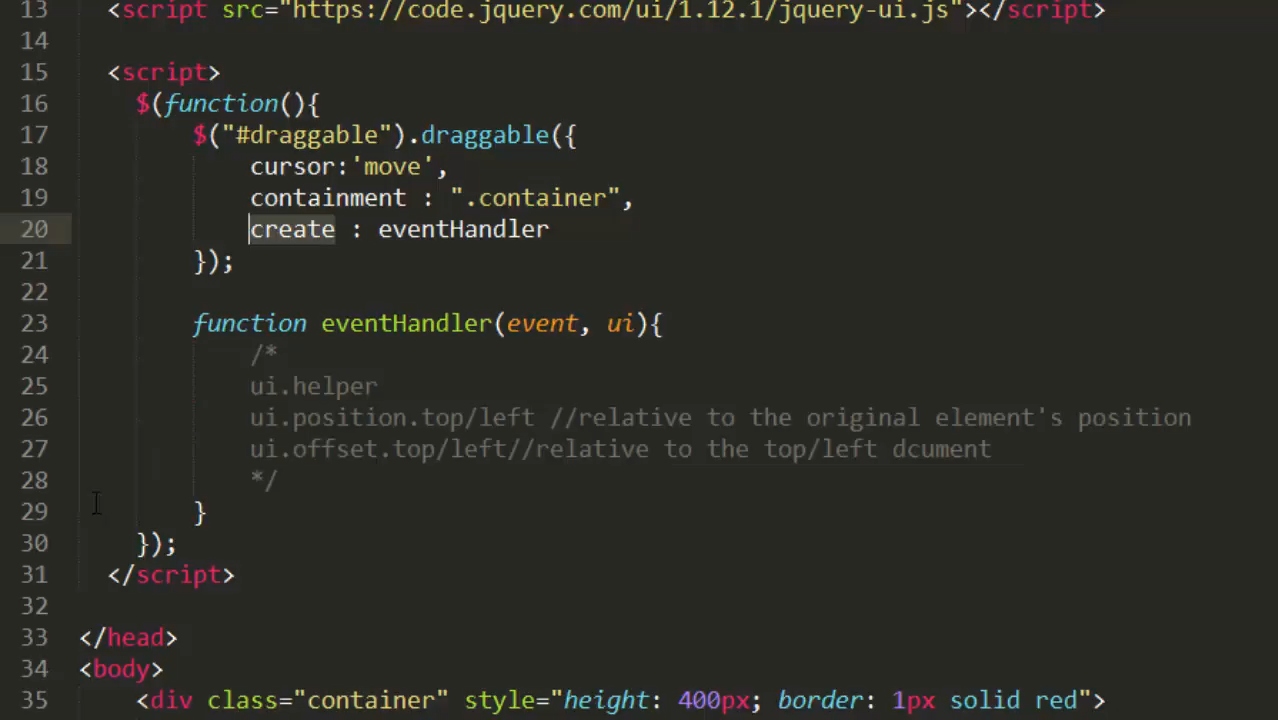 13 <script src="https://code.jquery.com/ui/1.12.1/jquery-ui.js"></script>
14
15 <script>
16 $(function(){
17 $("#draggable").draggable({
18 cursor:'move',
19 containment : ".container",
20 create : eventHandler
21 });
22
23 function eventHandler(event, ui){
24 /*
25 ui.helper
26 ui.position.top/left //relative to the original element's position
27 ui.offset.top/left//relative to the top/left dcument
28 */
29 }
30 });
31 </script>
32
33 </head>
34 <body>
35 <div class="container" style="height: 400px; border: 1px solid red">